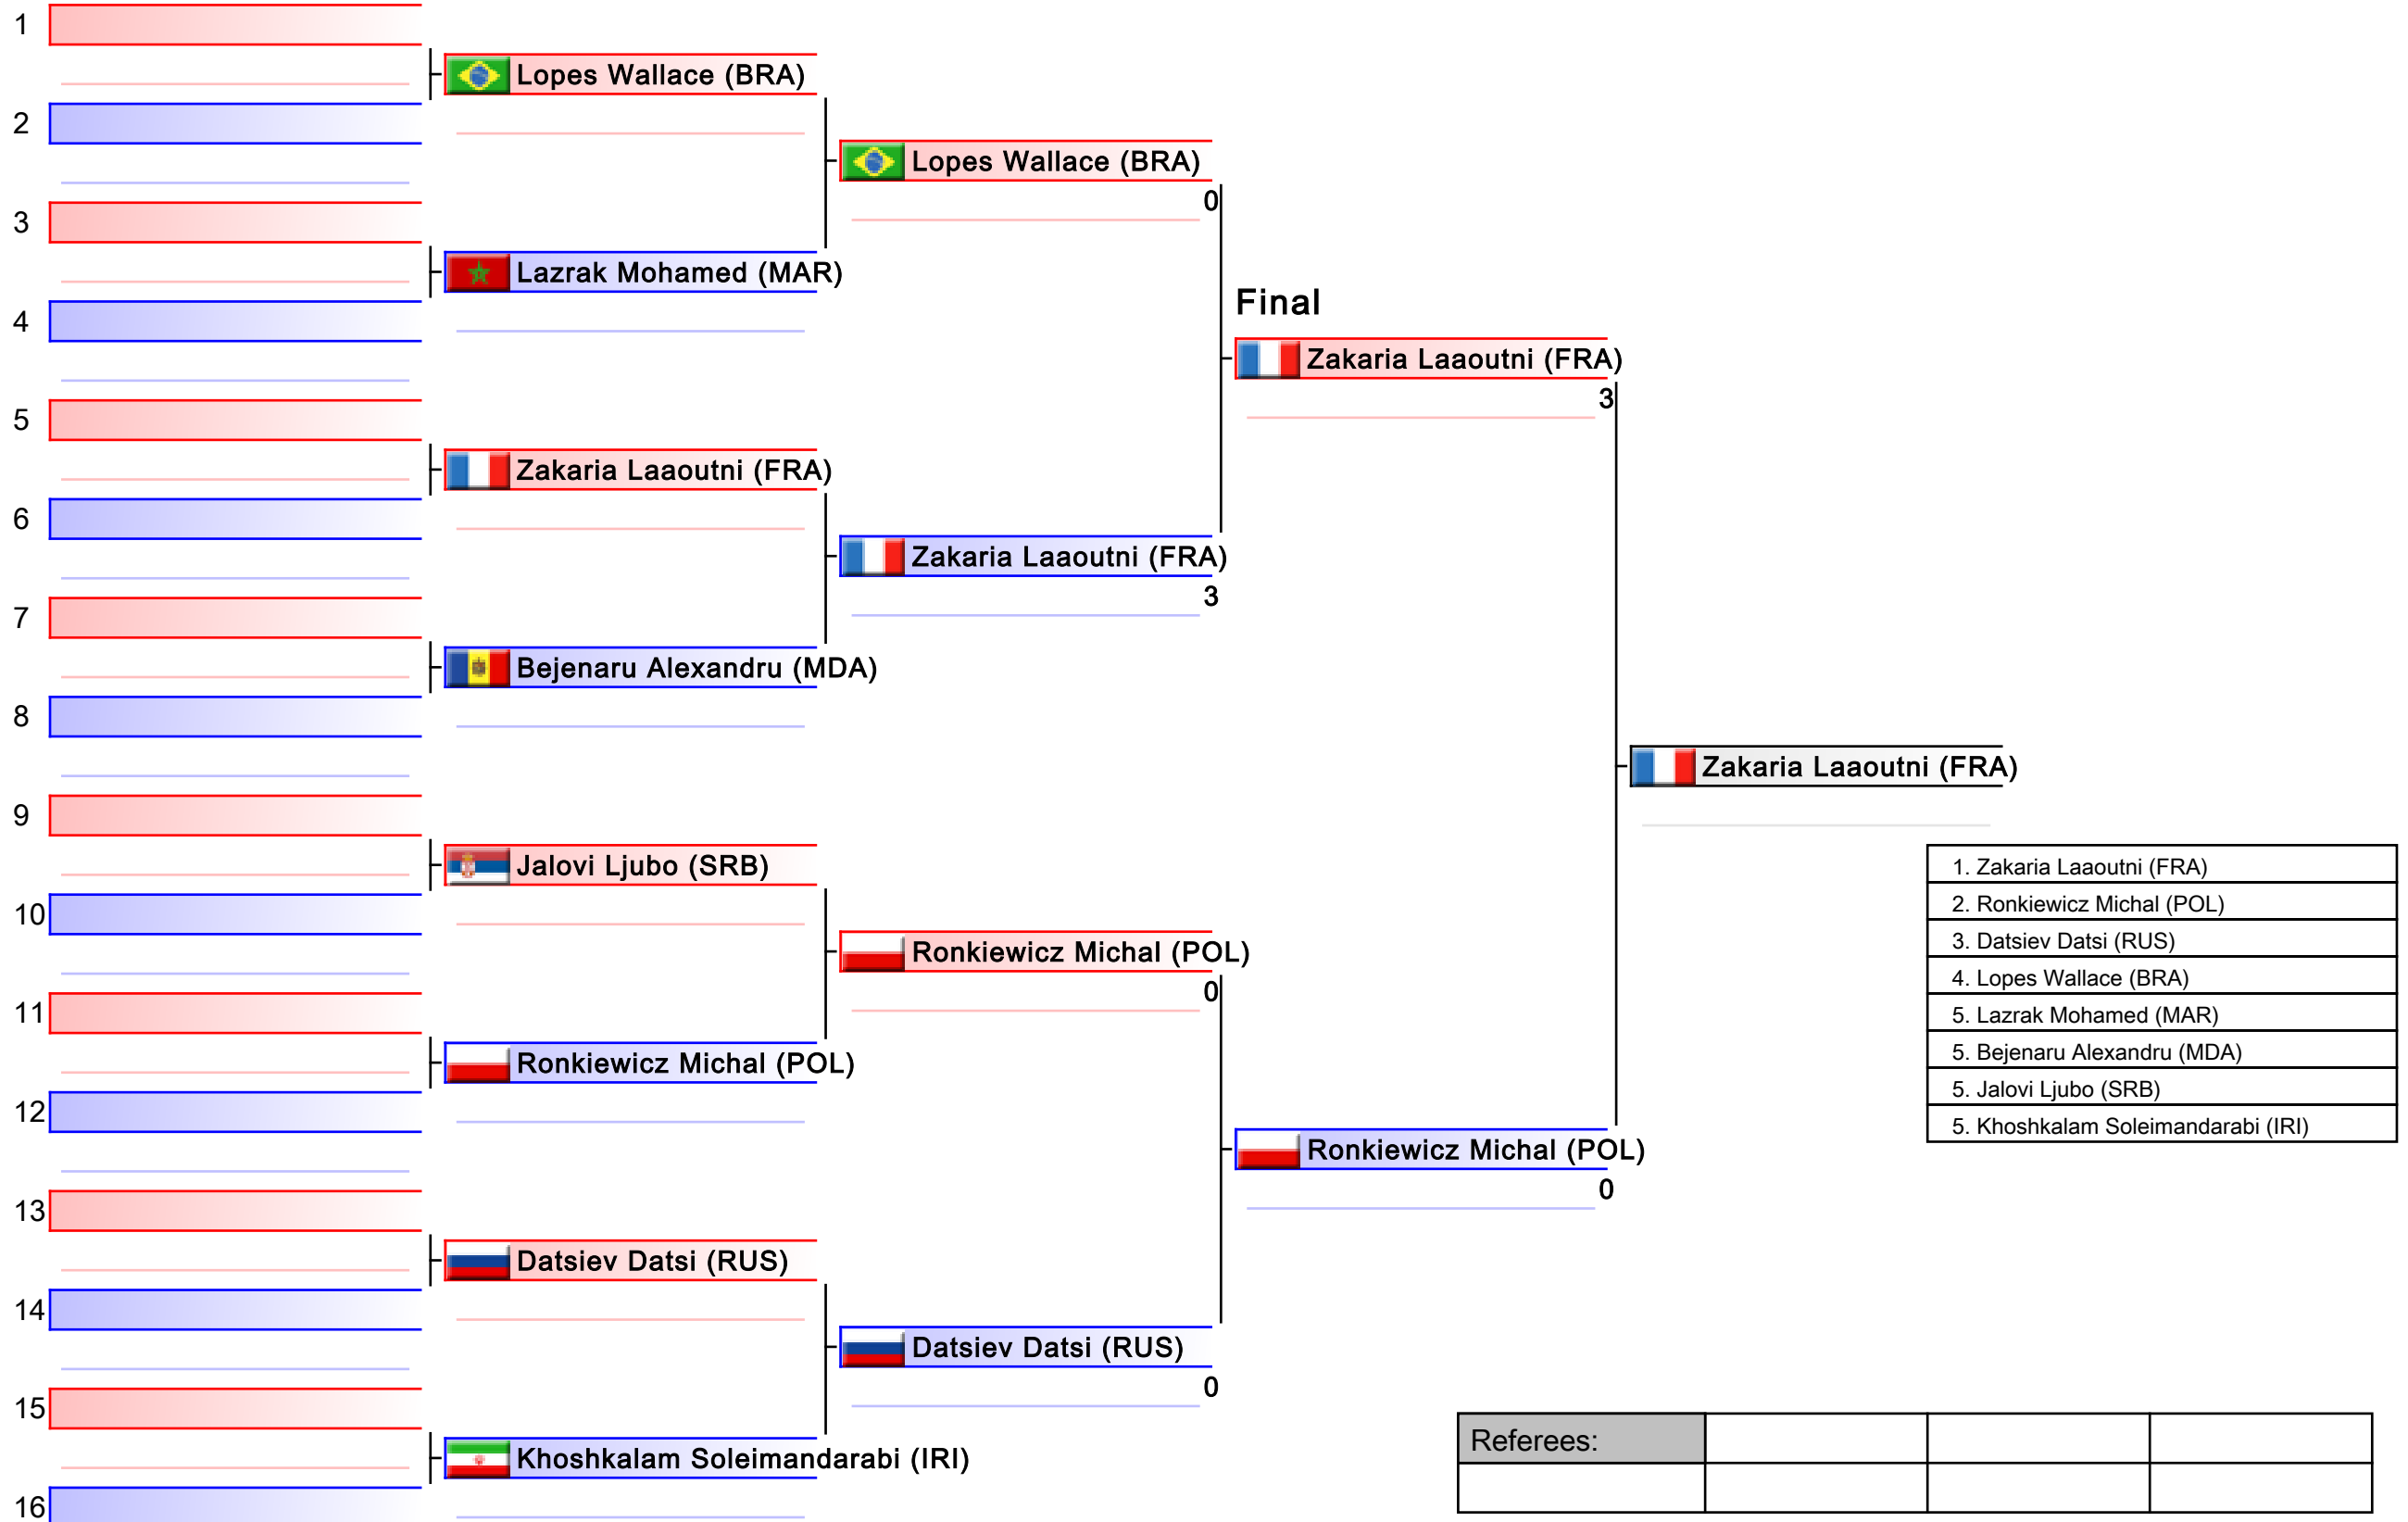 1
2
3
4
5
6
7
8
9
10
11
12
13
14
15
16
Lopes Wallace (BRA)
Lazrak Mohamed (MAR)
Zakaria Laaoutni (FRA)
Bejenaru Alexandru (MDA)
Jalovi Ljubo (SRB)
Ronkiewicz Michal (POL)
Datsiev Datsi (RUS)
Khoshkalam Soleimandarabi (IRI)
Lopes Wallace (BRA)
0
Zakaria Laaoutni (FRA)
3
Ronkiewicz Michal (POL)
0
Datsiev Datsi (RUS)
0
Final
Zakaria Laaoutni (FRA)
3
Ronkiewicz Michal (POL)
0
Zakaria Laaoutni (FRA)
1. Zakaria Laaoutni (FRA)
2. Ronkiewicz Michal (POL)
3. Datsiev Datsi (RUS)
4. Lopes Wallace (BRA)
5. Lazrak Mohamed (MAR)
5. Bejenaru Alexandru (MDA)
5. Jalovi Ljubo (SRB)
5. Khoshkalam Soleimandarabi (IRI)
Referees: